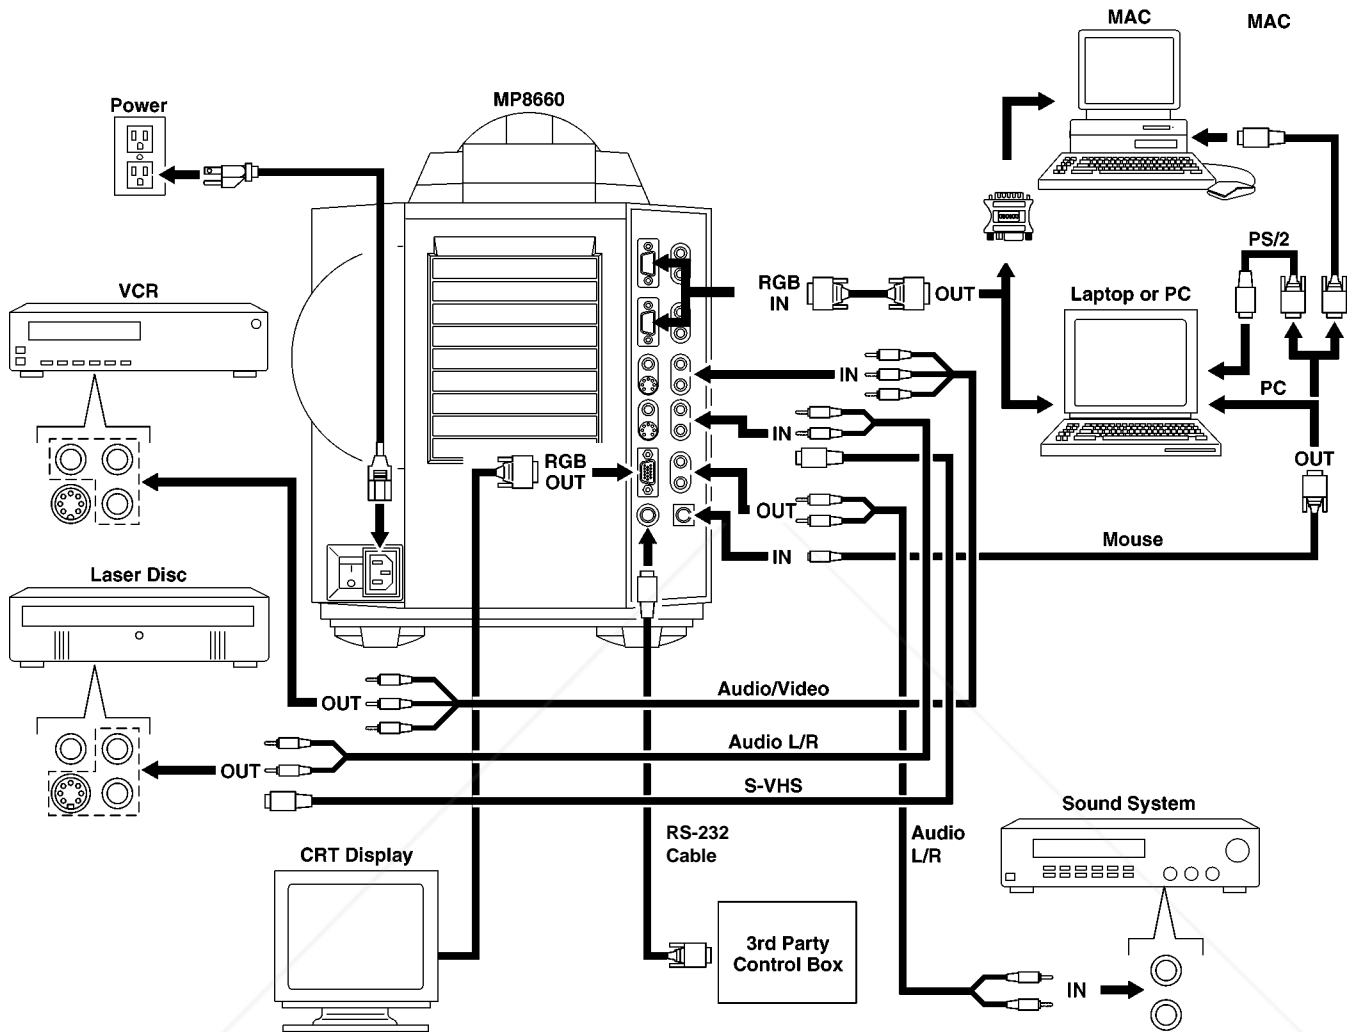 MAC
MAC
MP8660
Power
PS/2
VCR
RGB
IN
OUT
Laptop or PC
IN
PC
IN
RGB
OUT
OUT
OUT
Mouse
IN
Laser Disc
Audio/Video
OUT
Audio L/R
OUT
S-VHS
Sound System
RS-232
Cable
Audio
L/R
CRT Display
3rd Party
Control Box
IN